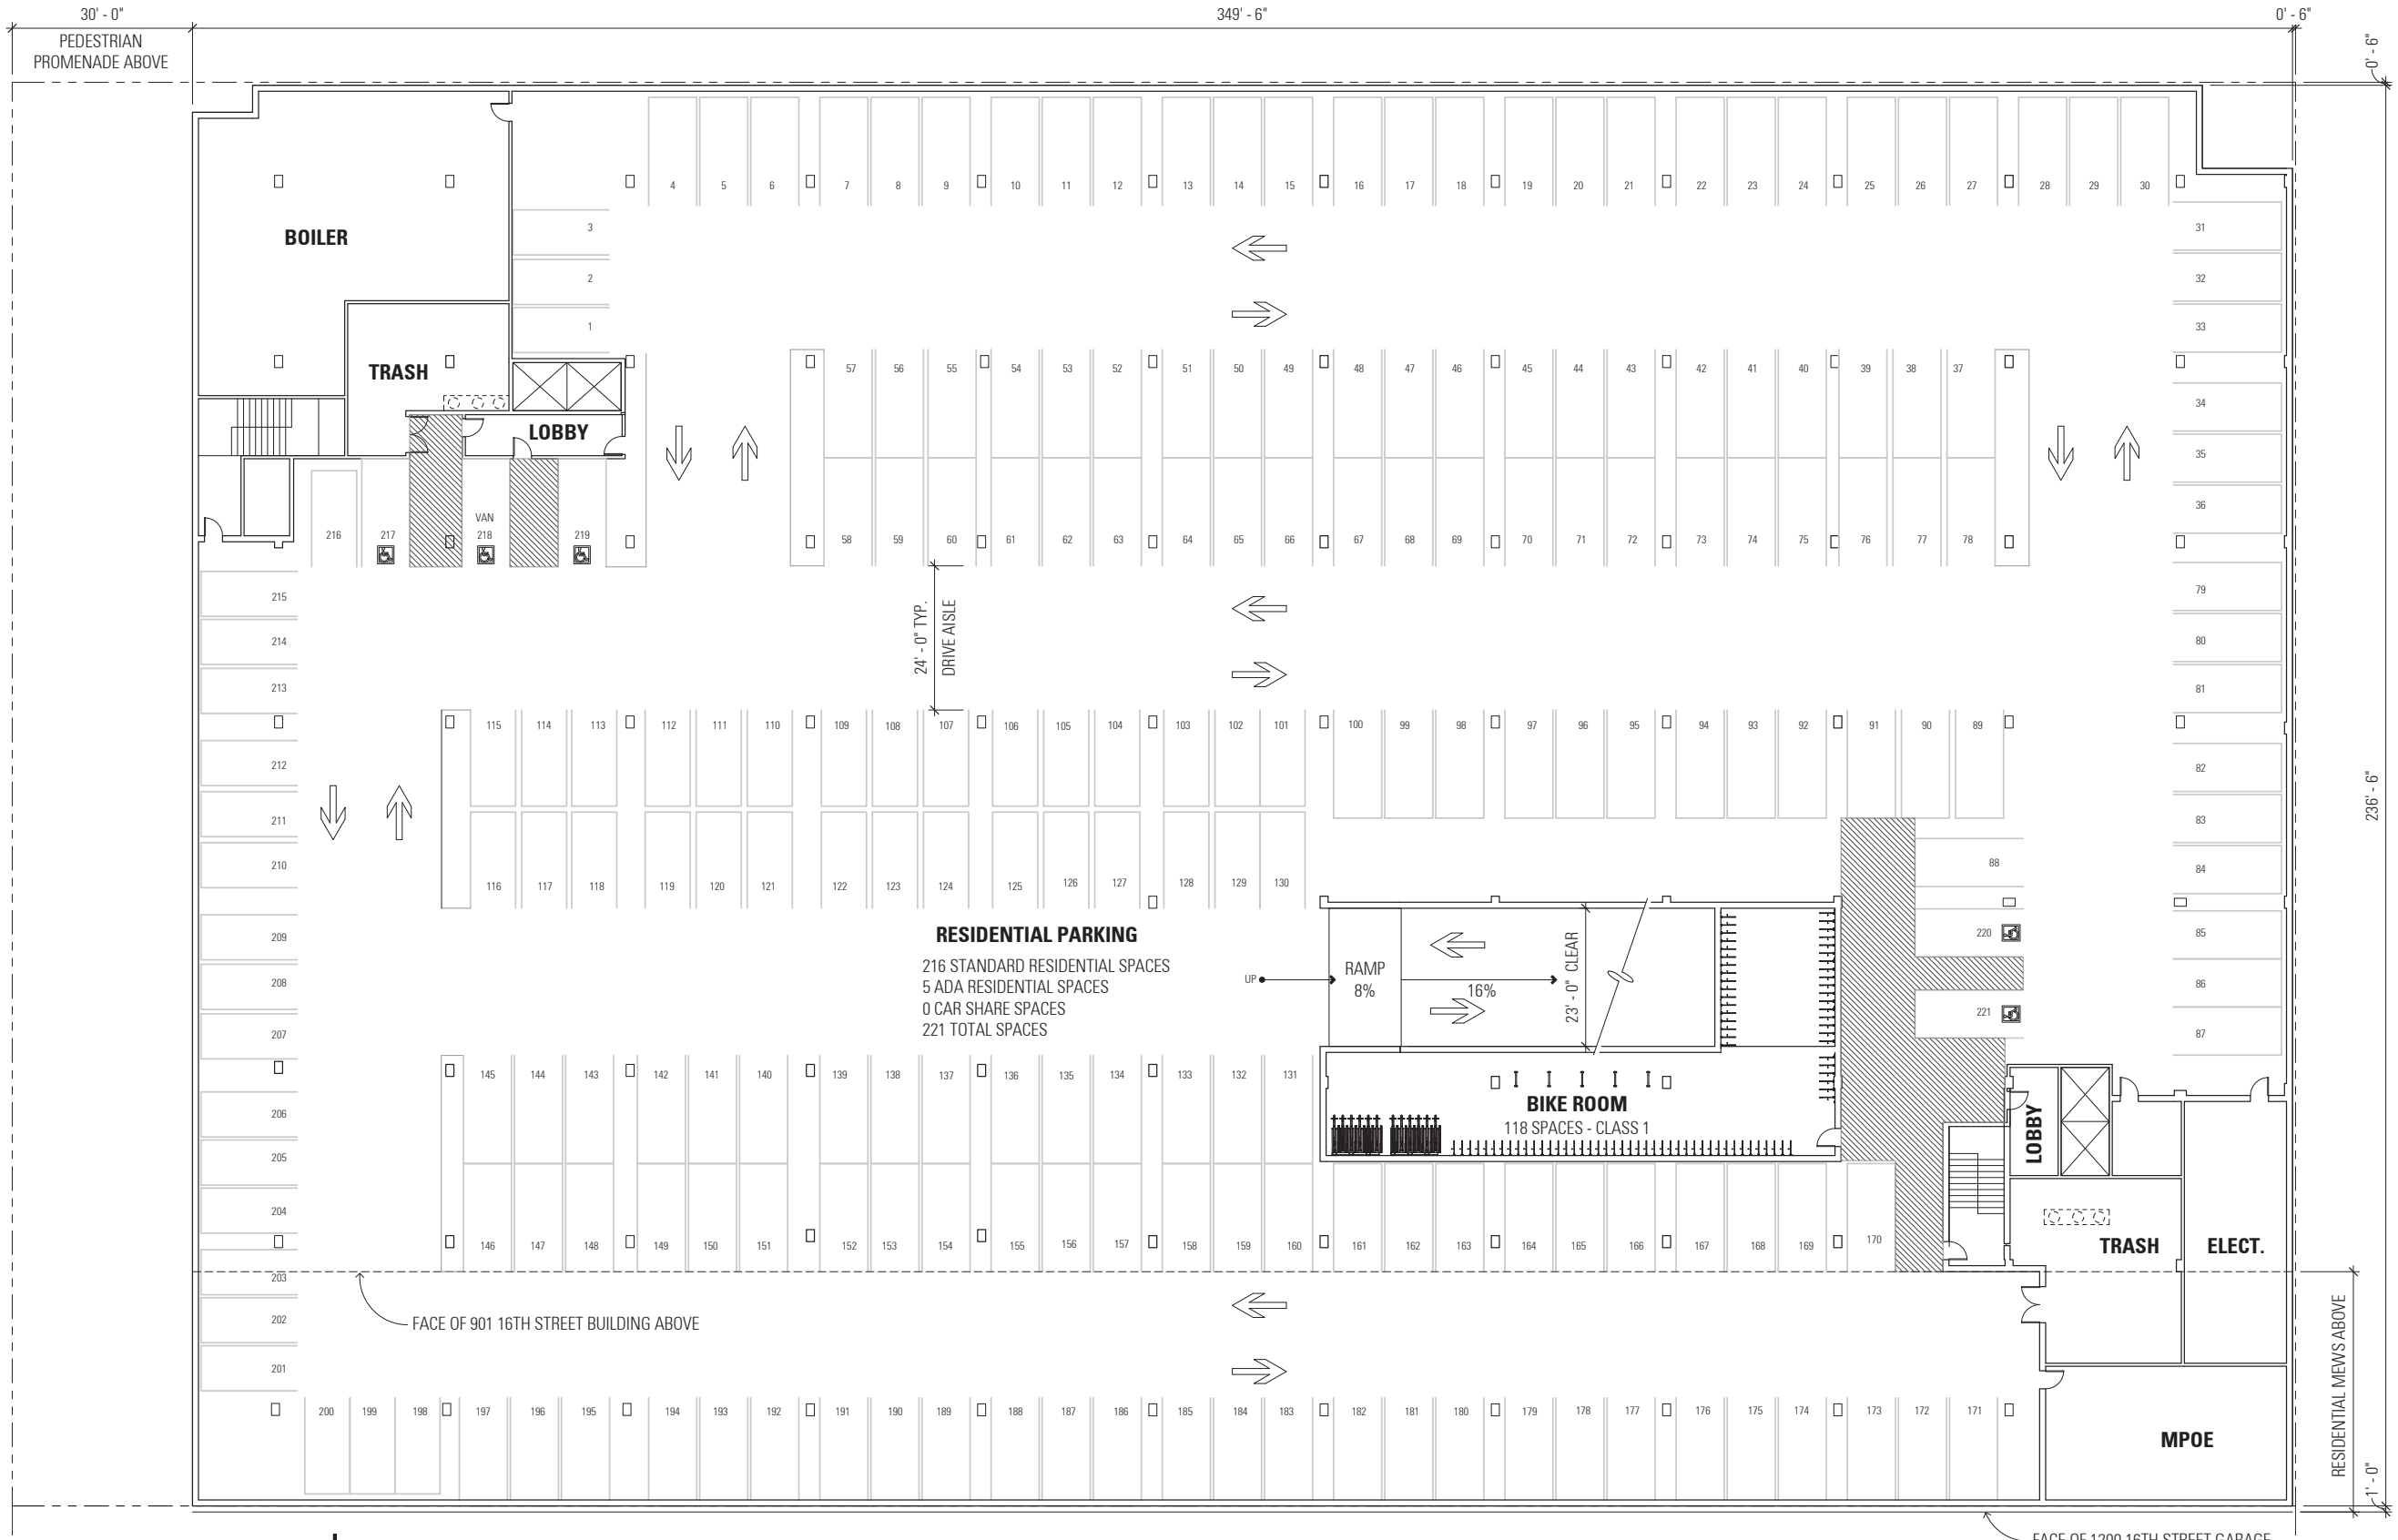 30' - 0"
349' - 6"
0' - 6"
PEDESTRIAN
PROMENADE ABOVE
0' - 6"
4 5 6 7 8 9 10 11 12 13 14 15 16 17 18 19 20 21 22 23 24 25 26 27 28 29 30
BOILER
3
31
2
32
1
33
TRASH
57 56 55 54 53 52 51 50 49 48 47 46 45 44 43 42 41 40 39 38 37
34
LOBBY
35
36
VAN
216 217 218 219
58 59 60 61 62 63 64 65 66 67 68 69 70 71 72 73 74 75 76 77 78
215
79
24' - 0" TYP.
DRIVE AISLE
214
80
213
81
115 114 113 112 111 110 109 108 107 106 105 104 103 102 101 100 99 98 97 96 95 94 93 92 91 90 89
212
82
236' - 6"
211
83
210
88
84
116 117 118 119 120 121 122 123 124 125 126 127 128 129 130
209
220
85
RESIDENTIAL PARKING
216 STANDARD RESIDENTIAL SPACES
5 ADA RESIDENTIAL SPACES
0 CAR SHARE SPACES
221 TOTAL SPACES
UP
RAMP
8%
16%
23' - 0" CLEAR
208
86
221
207
87
145 144 143 142 141 140 139 138 137 136 135 134 133 132 131
BIKE ROOM
118 SPACES - CLASS 1
206
LOBBY
205
204
146 147 148 149 150 151 152 153 154 155 156 157 158 159 160 161 162 163 164 165 166 167 168 169 170
TRASH
ELECT.
203
202
FACE OF 901 16TH STREET BUILDING ABOVE
RESIDENTIAL MEWS ABOVE
201
200 199 198 197 196 195 194 193 192 191 190 189 188 187 186 185 184 183 182 181 180 179 178 177 176 175 174 173 172 171
MPOE
1' - 0"
FACE OF 1200 16TH STREET GARAGE